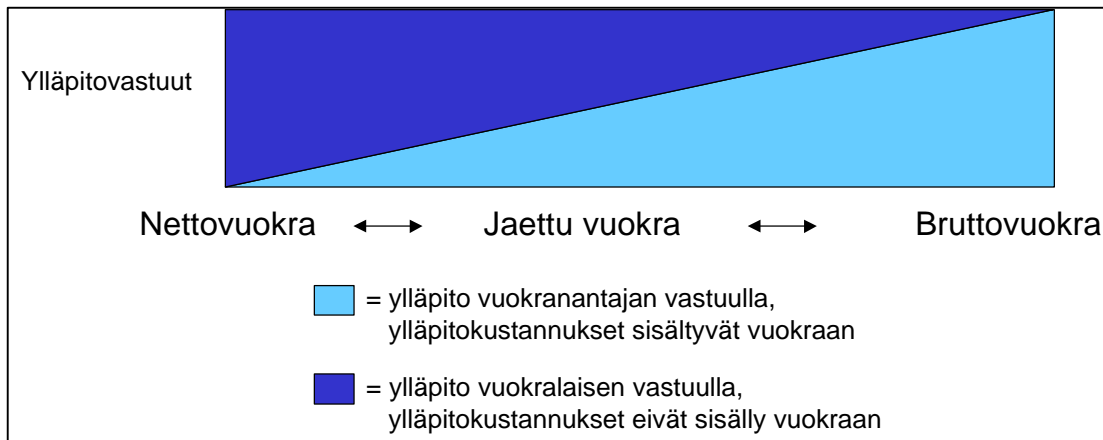 Ylläpitovastuut
Nettovuokra ↔ Jaettu vuokra ↔ Bruttovuokra
= ylläpito vuokranantajan vastuulla,
ylläpitokustannukset sisältyvät vuokraan
= ylläpito vuokralaisen vastuulla,
ylläpitokustannukset eivät sisälly vuokraan